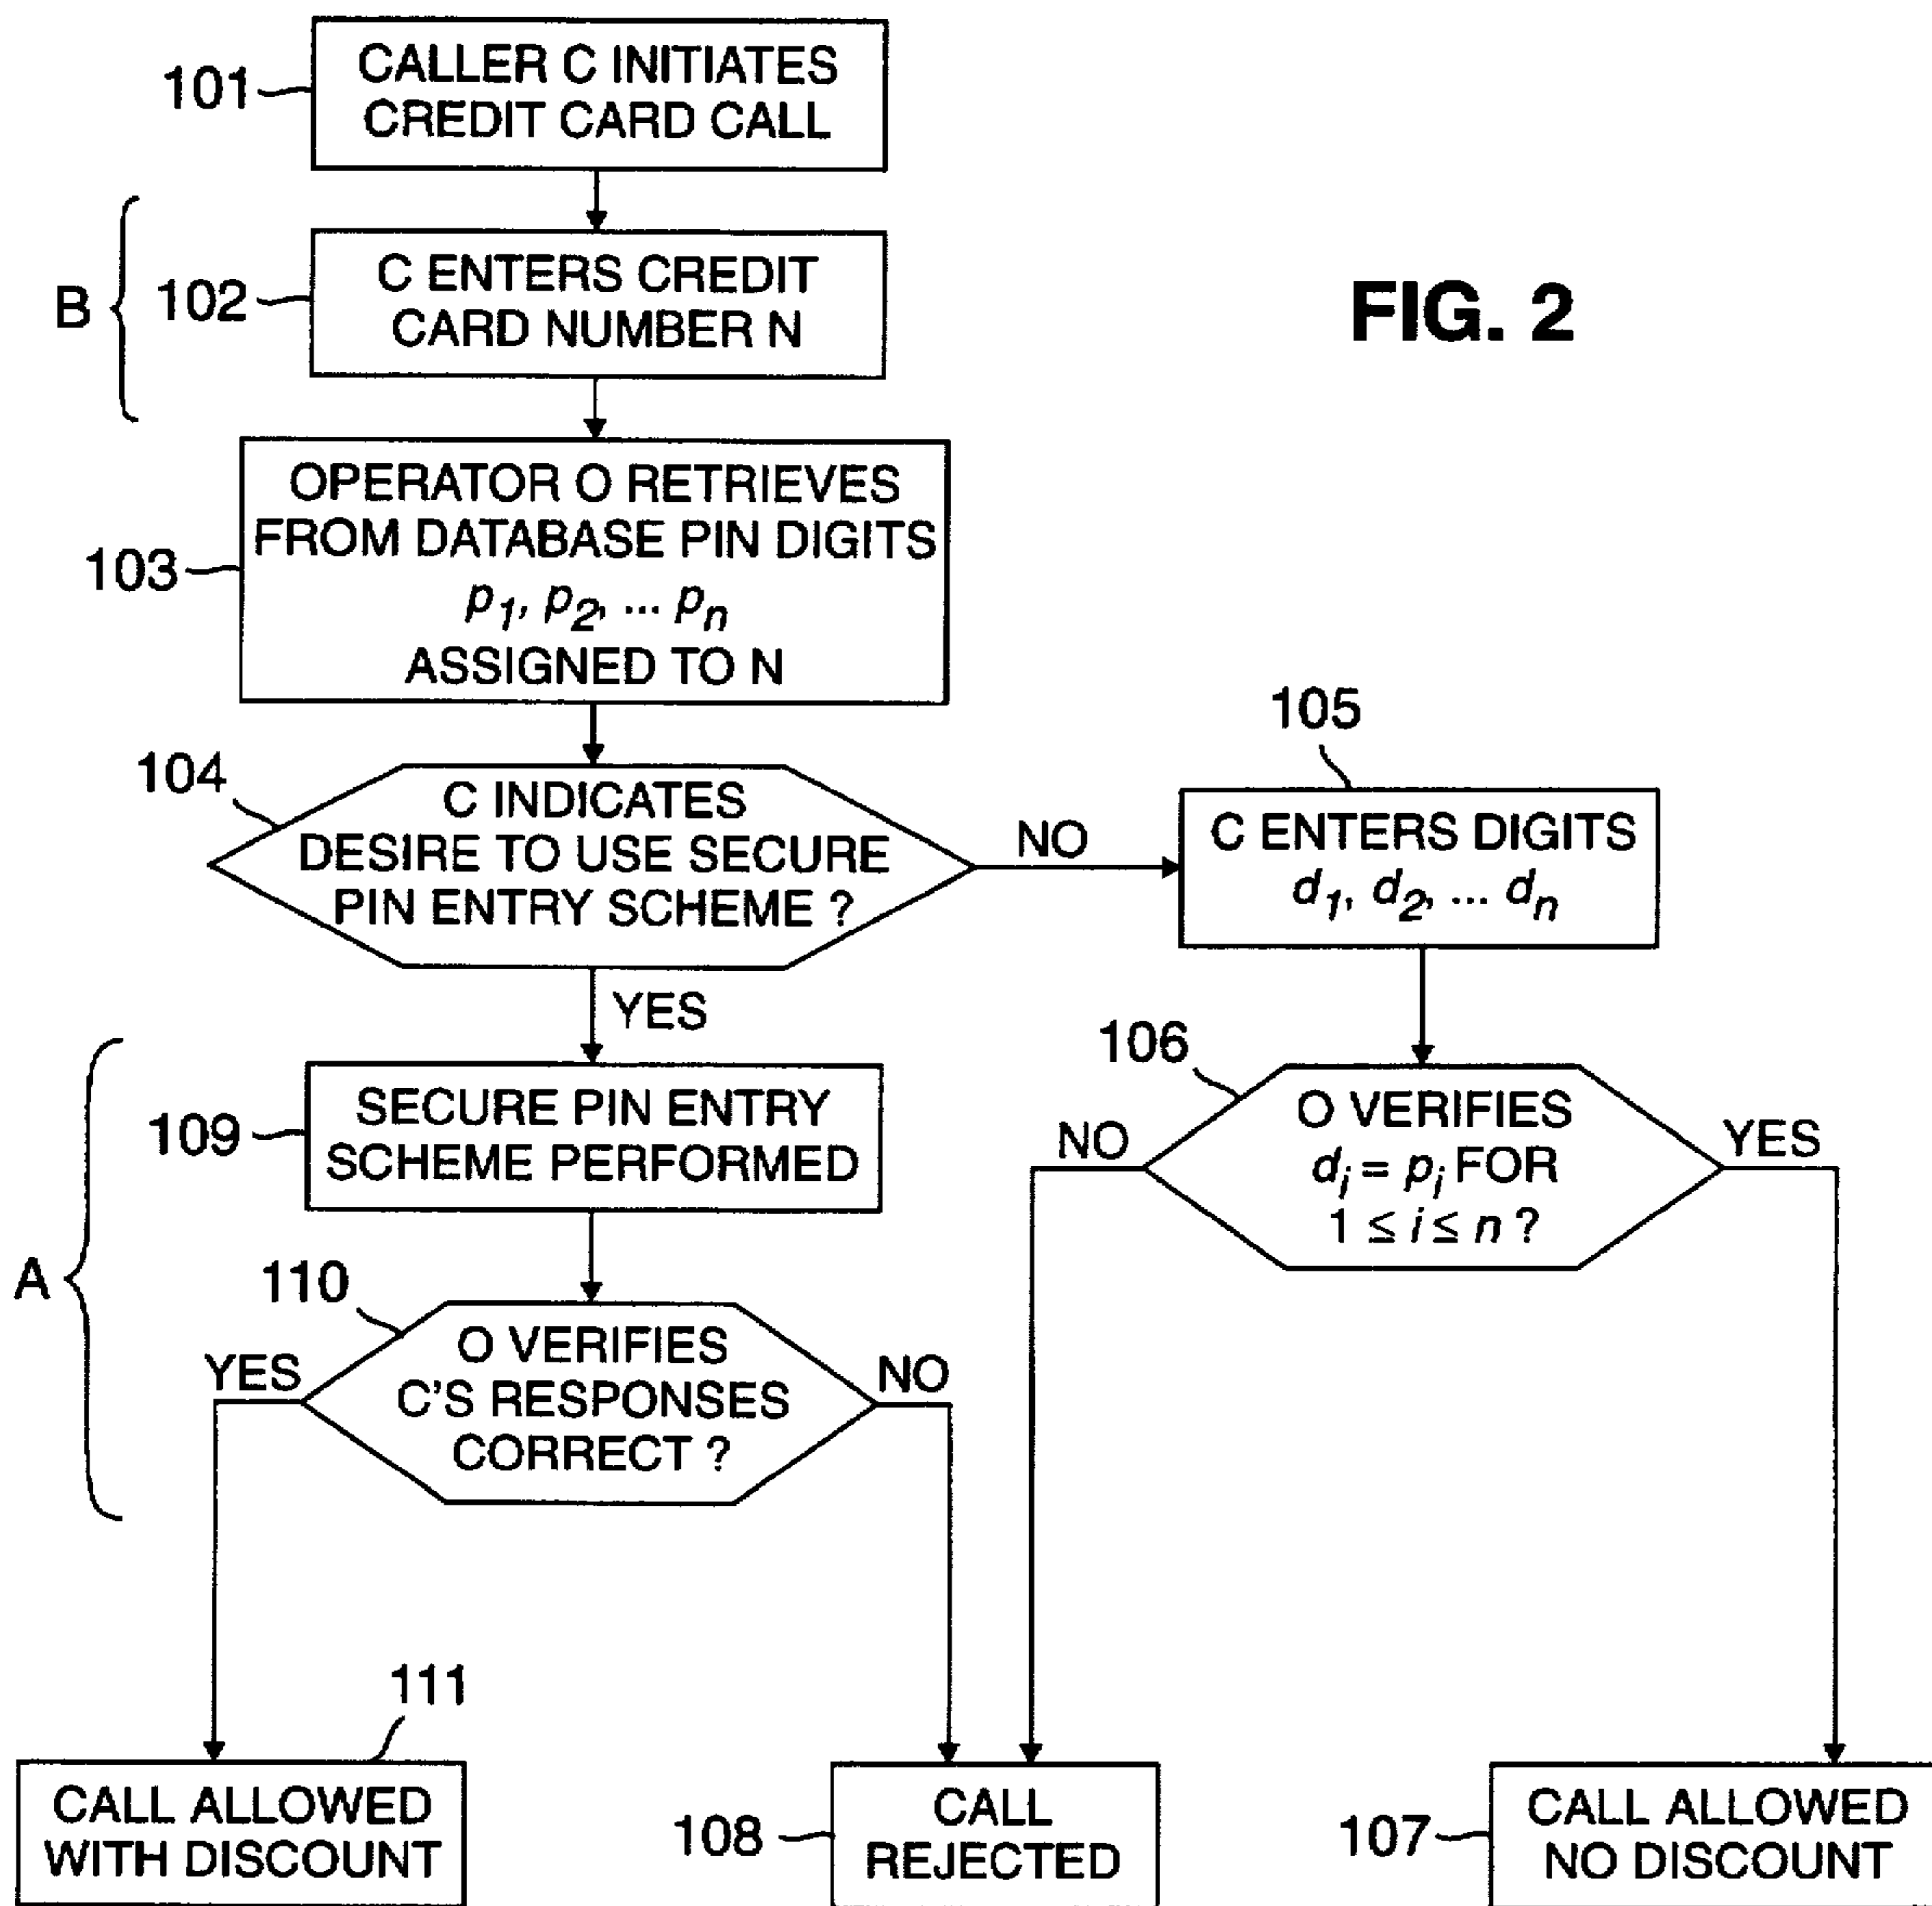 101
CALLER C INITIATES
CREDIT CARD CALL
B
102
C ENTERS CREDIT
CARD NUMBER N
FIG. 2
103
OPERATOR O RETRIEVES
FROM DATABASE PIN DIGITS
p1, p2, ... pn
ASSIGNED TO N
104
C INDICATES
DESIRE TO USE SECURE
PIN ENTRY SCHEME ?
NO
105
C ENTERS DIGITS
d1, d2, ... dn
YES
A
109
SECURE PIN ENTRY
SCHEME PERFORMED
106
O VERIFIES
di = pi FOR
1 ≤ i ≤ n ?
NO
YES
110
O VERIFIES
C'S RESPONSES
CORRECT ?
YES
NO
111
CALL ALLOWED
WITH DISCOUNT
108
CALL
REJECTED
107
CALL ALLOWED
NO DISCOUNT